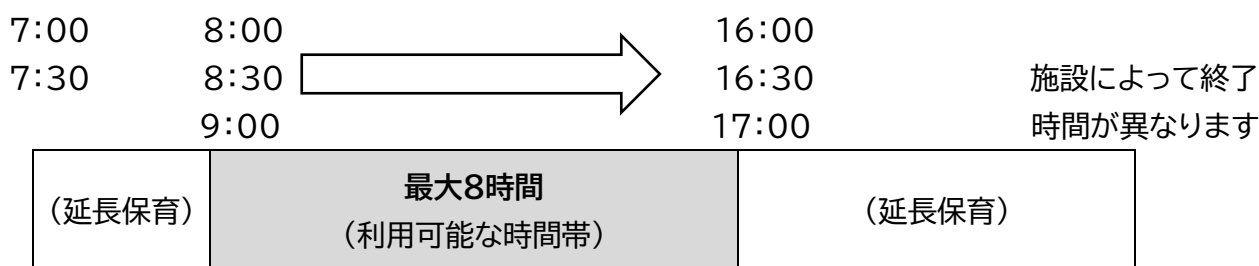 7:00 8:00 16:00
7:30 8:30 16:30 施設によって終了
9:00 17:00 時間が異なります
(延長保育) 最大8時間 (延長保育)
(利用可能な時間帯)